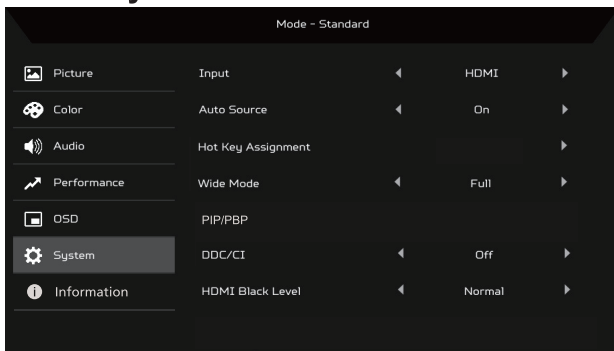 Mode - Standard
Picture
Input HDMI
Color
Auto Source On
Audio
Hot Key Assignment
Performance
Wide Mode Full
OSD
PIP/PBP
System
DDC/CI Off
Information
HDMI Black Level Normal